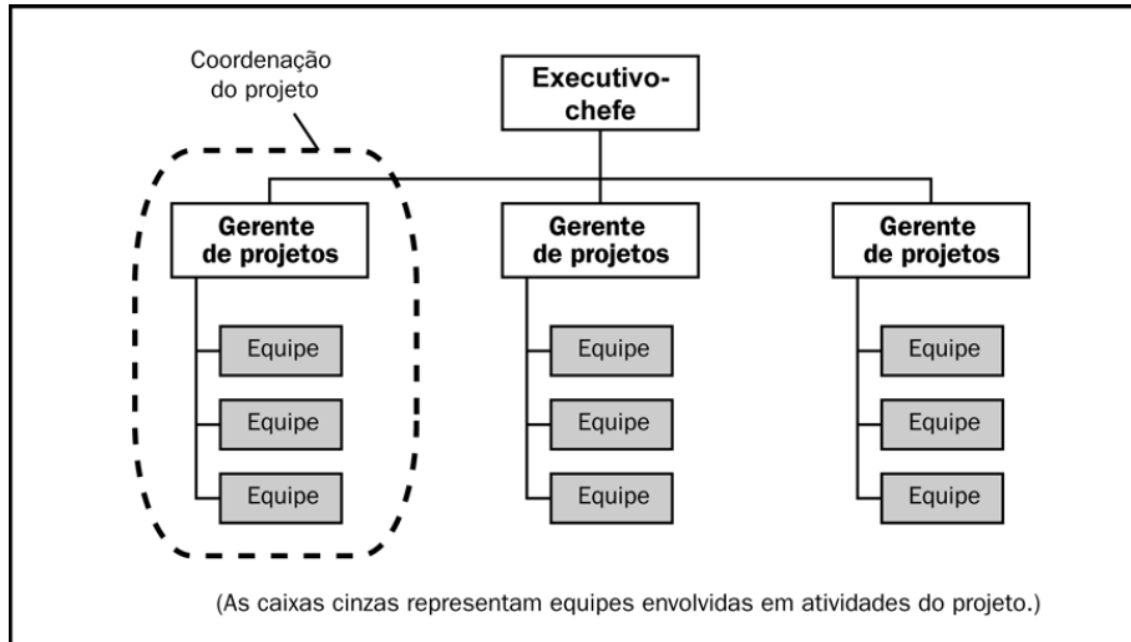 Coordenação
do projeto
Executivo-
chefe
Gerente
de projetos
Gerente
de projetos
Gerente
de projetos
Equipe
Equipe
Equipe
Equipe
Equipe
Equipe
Equipe
Equipe
Equipe
(As caixas cinzas representam equipes envolvidas em atividades do projeto.)